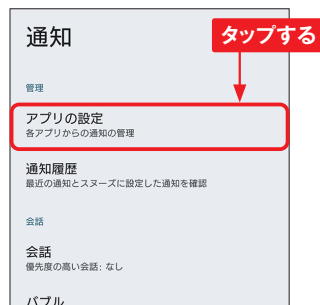 通知
タップする
管理
アプリの設定
各アプリからの通知の管理
通知履歴
最近の通知とスヌーズに設定した通知を確認
会話
会話
優先度の高い会話: なし
バブル